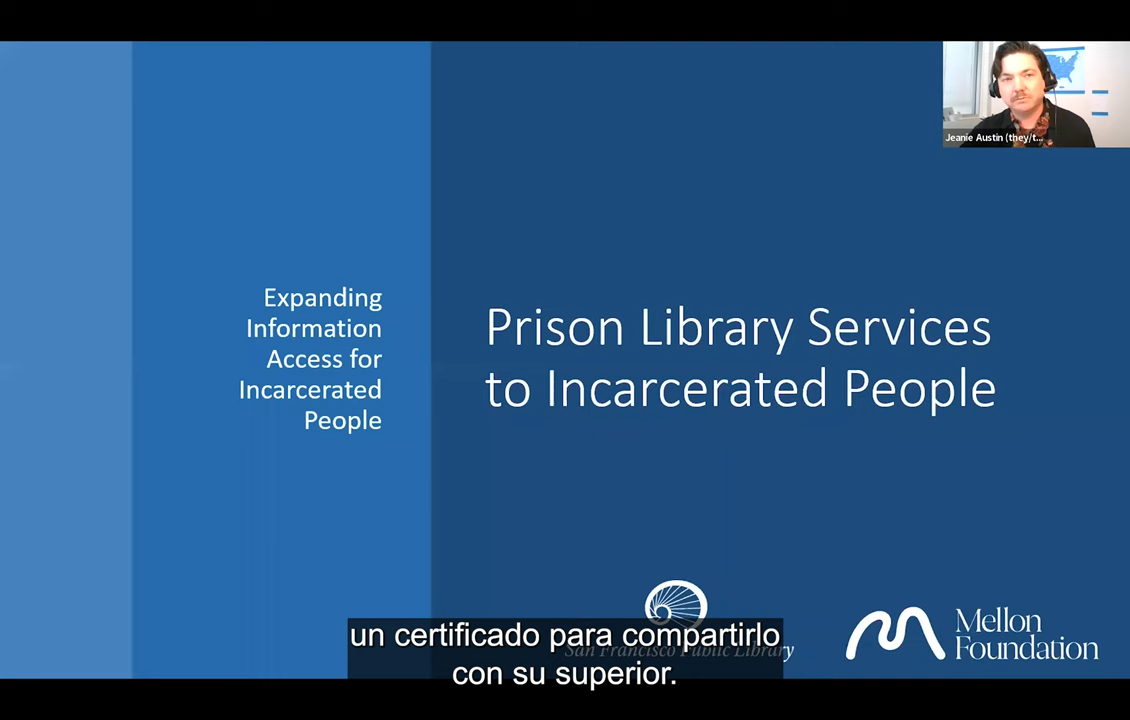 Jeanie Austin (they/t...
Expanding
Information
Access for
Incarcerated
People
Prison Library Services
to Incarcerated People
San Francisco Public Library
Mellon
Foundation
un certificado para compartirlo
con su superior.